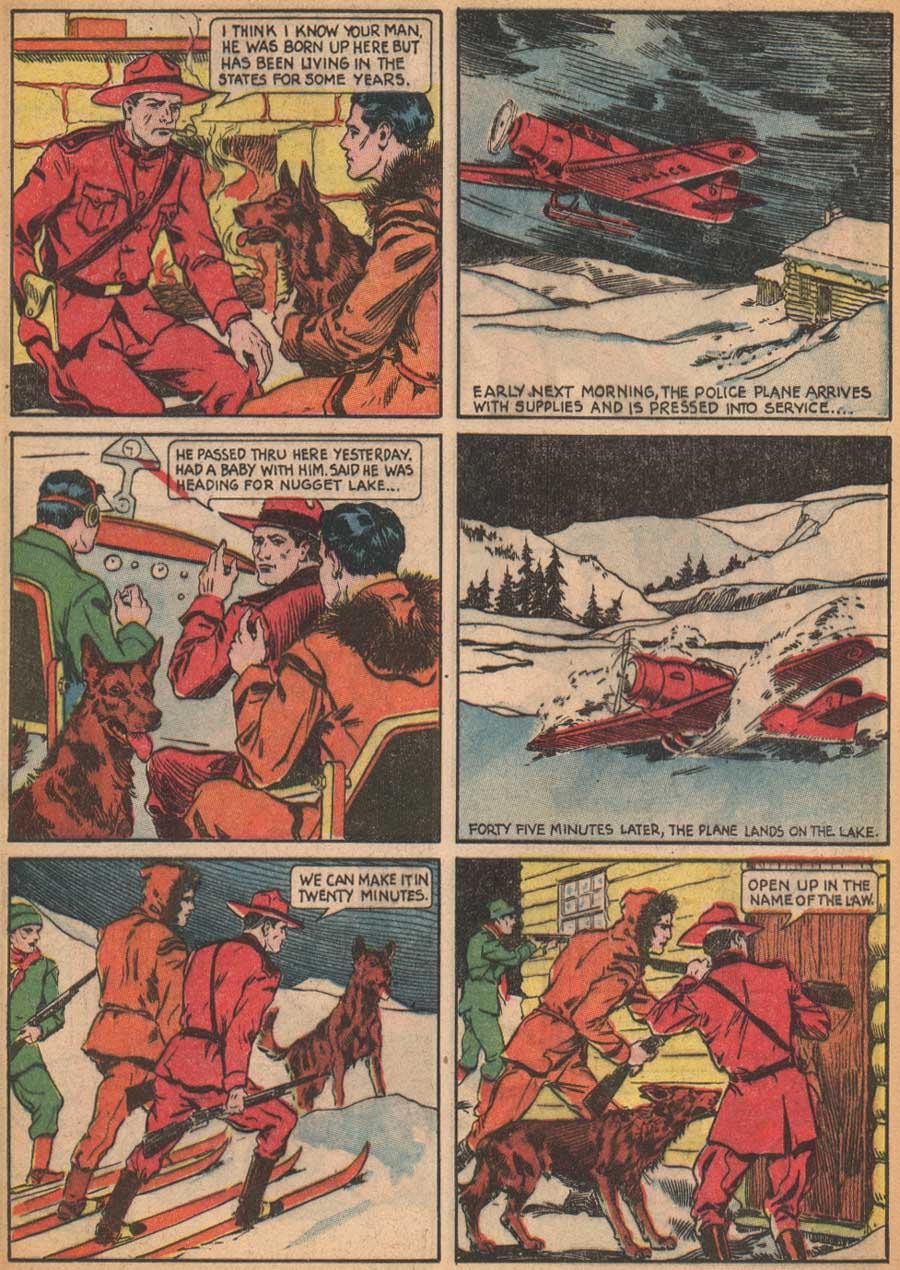 I THINK I KNOW YOUR MAN,
HE WAS BORN UP HERE BUT
HAS BEEN LIVING IN THE
STATES FOR SOME YEARS.
POLICE
EARLY NEXT MORNING, THE POLICE PLANE ARRIVES
WITH SUPPLIES AND IS PRESSED INTO SERVICE....
HE PASSED THRU HERE YESTERDAY.
HAD A BABY WITH HIM. SAID HE WAS
HEADING FOR NUGGET LAKE...
FORTY FIVE MINUTES LATER, THE PLANE LANDS ON THE LAKE.
WE CAN MAKE IT IN
TWENTY MINUTES.
OPEN UP IN THE
NAME OF THE LAW.